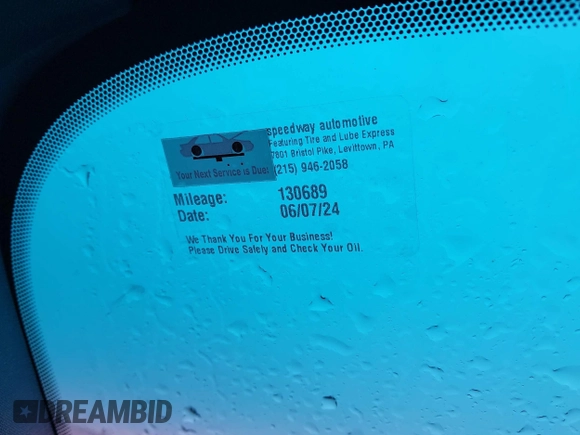 speedway automotive
Featuring Tire and Lube Express
7801 Bristol Pike, Levittown, PA
(215) 946-2058
Your Next Service is Due:
Mileage: 130689
Date: 06/07/24
We Thank You For Your Business!
Please Drive Safely and Check Your Oil.
DREAMBID